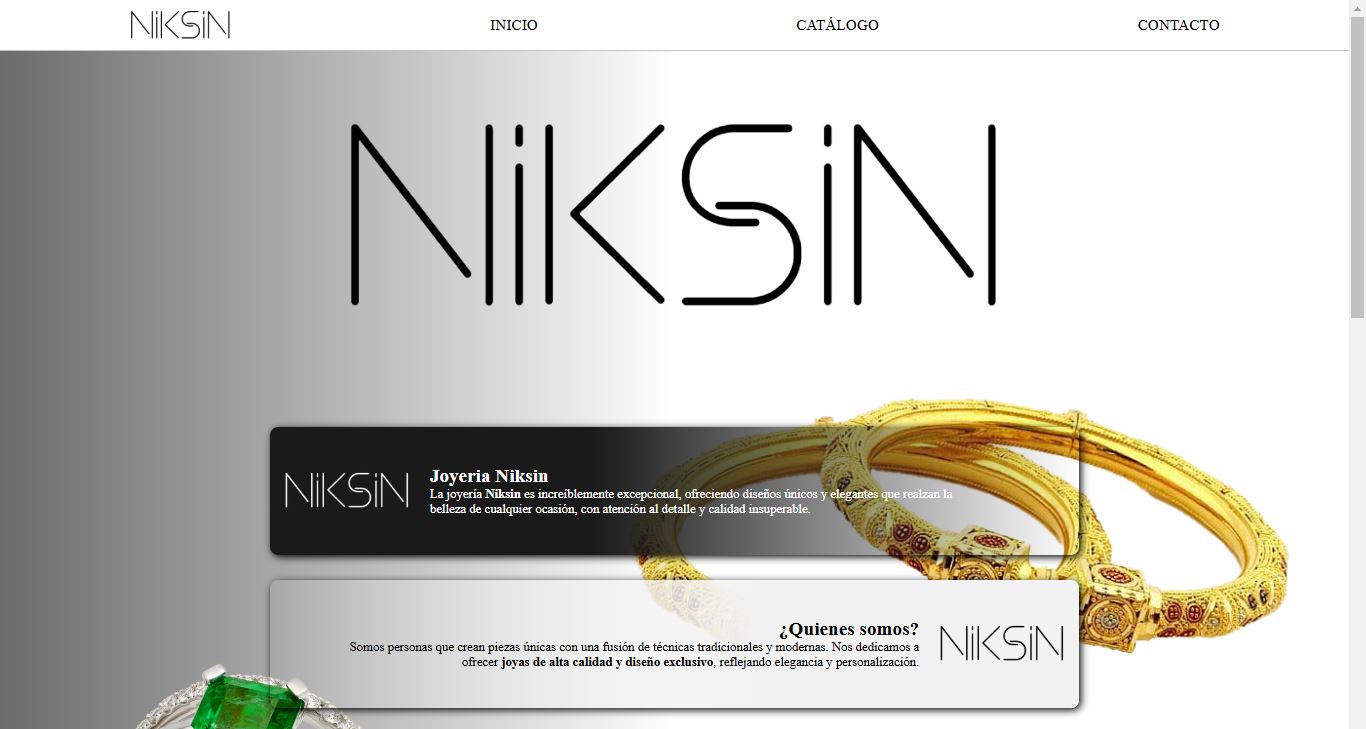 NiKSiN INICIO CATÁLOGO CONTACTO
NiKSiN
NiKSiN
Joyeria Niksin
La joyería Niksin es increíblemente excepcional, ofreciendo diseños únicos y elegantes que realzan la
belleza de cualquier ocasión, con atención al detalle y calidad insuperable.
¿Quienes somos?
Somos personas que crean piezas únicas con una fusión de técnicas tradicionales y modernas. Nos dedicamos a
ofrecer joyas de alta calidad y diseño exclusivo, reflejando elegancia y personalización.
NiKSiN